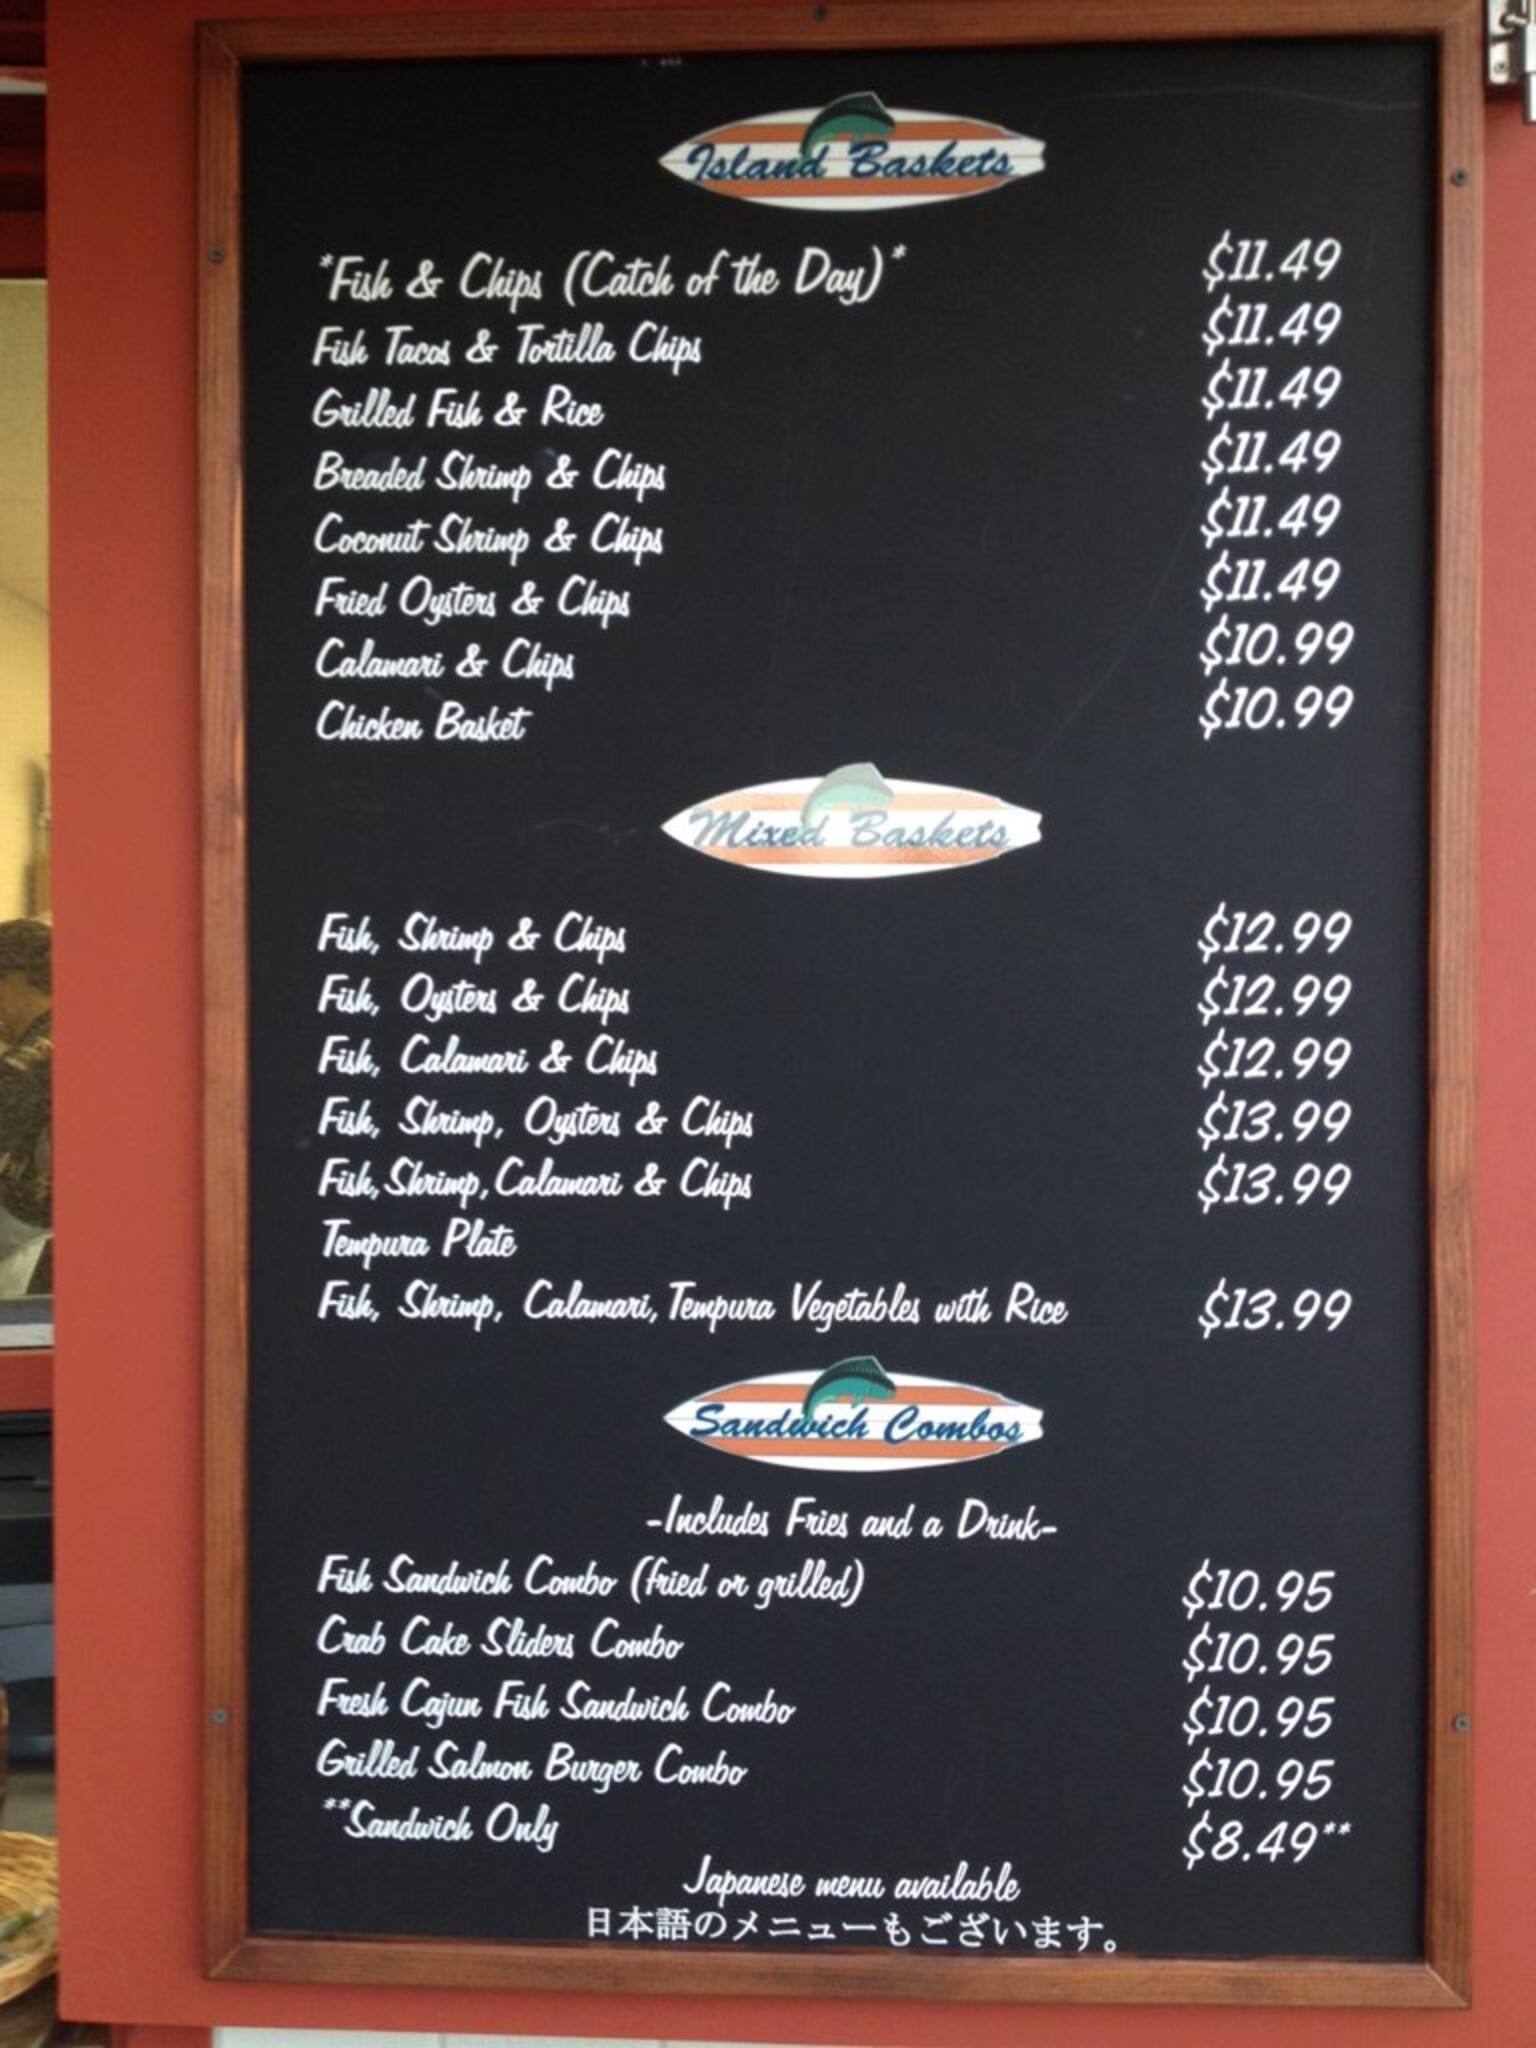 Island Baskets
*Fish & Chips (Catch of the Day)* $11.49
Fish Tacos & Tortilla Chips $11.49
Grilled Fish & Rice $11.49
Breaded Shrimp & Chips $11.49
Coconut Shrimp & Chips $11.49
Fried Oysters & Chips $11.49
Calamari & Chips $10.99
Chicken Basket $10.99
Mixed Baskets
Fish, Shrimp & Chips $12.99
Fish, Oysters & Chips $12.99
Fish, Calamari & Chips $12.99
Fish, Shrimp, Oysters & Chips $13.99
Fish, Shrimp, Calamari & Chips $13.99
Tempura Plate
Fish, Shrimp, Calamari, Tempura Vegetables with Rice $13.99
Sandwich Combos
-Includes Fries and a Drink-
Fish Sandwich Combo (fried or grilled) $10.95
Crab Cake Sliders Combo $10.95
Fresh Cajun Fish Sandwich Combo $10.95
Grilled Salmon Burger Combo $10.95
**Sandwich Only $8.49**
Japanese menu available
日本語のメニューもございます。